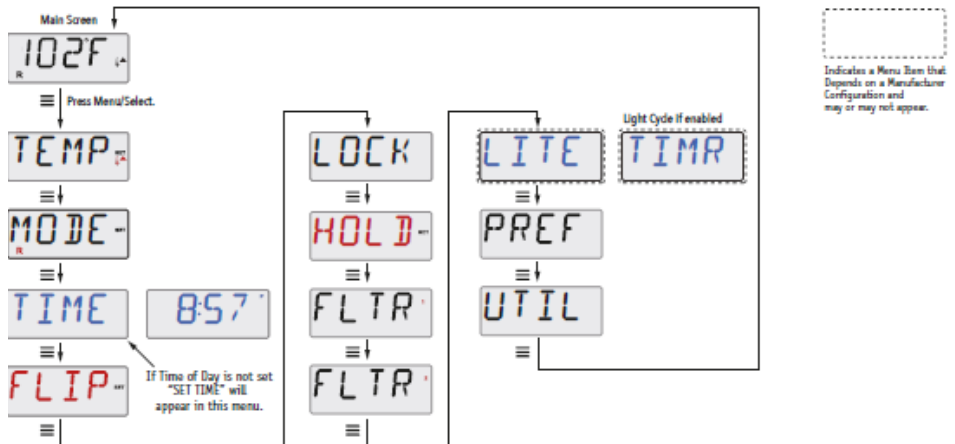 Main Screen
102°F
R
Press Menu/Select.
TEMP
MODE
R
TIME
8:57
If Time of Day is not set
"SET TIME" will
appear in this menu.
FLIP
LOCK
HOLD
FLTR
FLTR
Light Cycle If enabled
LITE
TIMR
PREF
UTIL
Indicates a Menu Item that
Depends on a Manufacturer
Configuration and
may or may not appear.